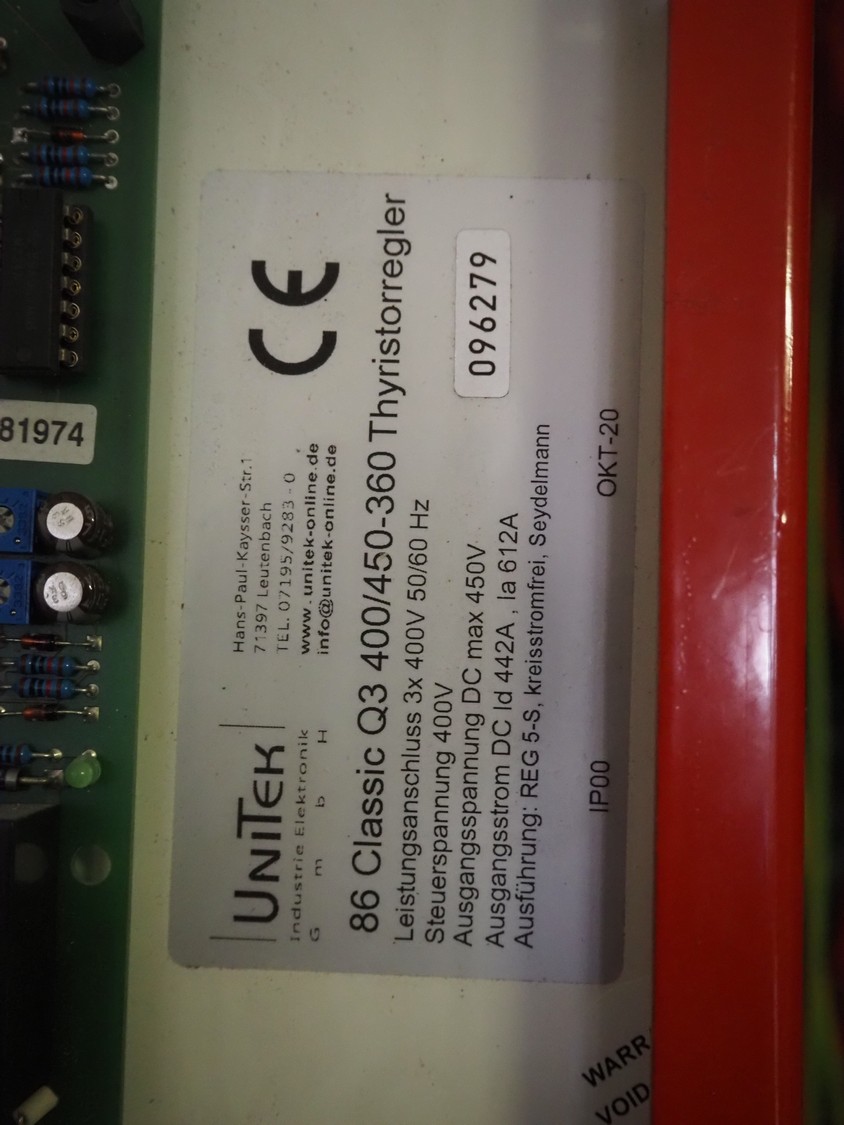 UNITEK
Industrie Elektronik
G m b H
Hans-Paul-Kaysser-Str.1
71397 Leutenbach
TEL. 07195/9283-0
www.unitek-online.de
info@unitek-online.de
CE
86 Classic Q3 400/450-360 Thyristorregler
Leistungsanschluss 3x 400V 50/60 Hz
Steuerspannung 400V
Ausgangsspannung DC max 450V
Ausgangsstrom DC Id 442A , Ia 612A
096279
Ausführung: REG 5-S, kreisstromfrei, Seydelmann
IP00 OKT-20
81974
WARR
VOID